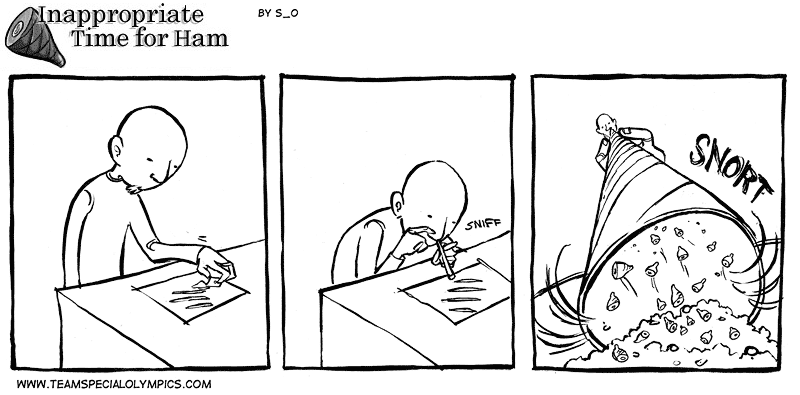 Inappropriate
Time for Ham
BY S_O
SNIFF
SNORT
WWW.TEAMSPECIALOLYMPICS.COM